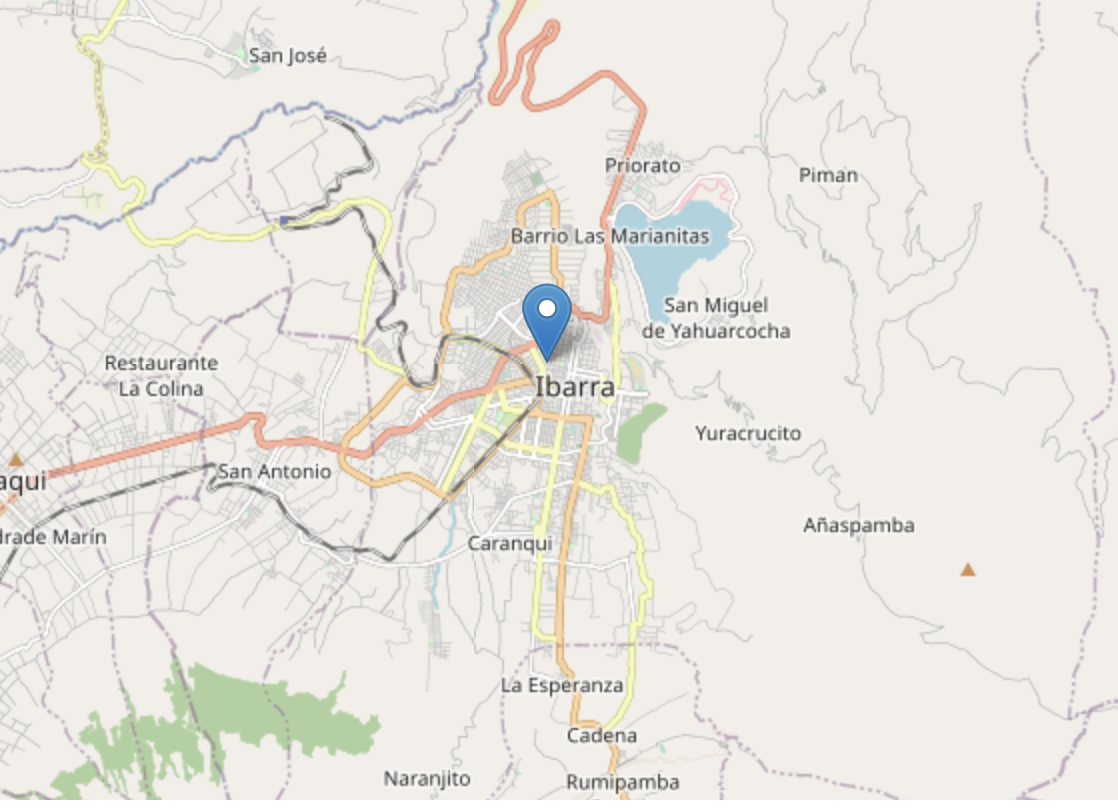 San José
Priorato
Piman
Barrio Las Marianitas
San Miguel
de Yahuarcocha
Restaurante
La Colina
Ibarra
Yuracrucito
San Antonio
aqui
Añaspamba
drade Marín
Caranqui
La Esperanza
Cadena
Naranjito
Rumipamba